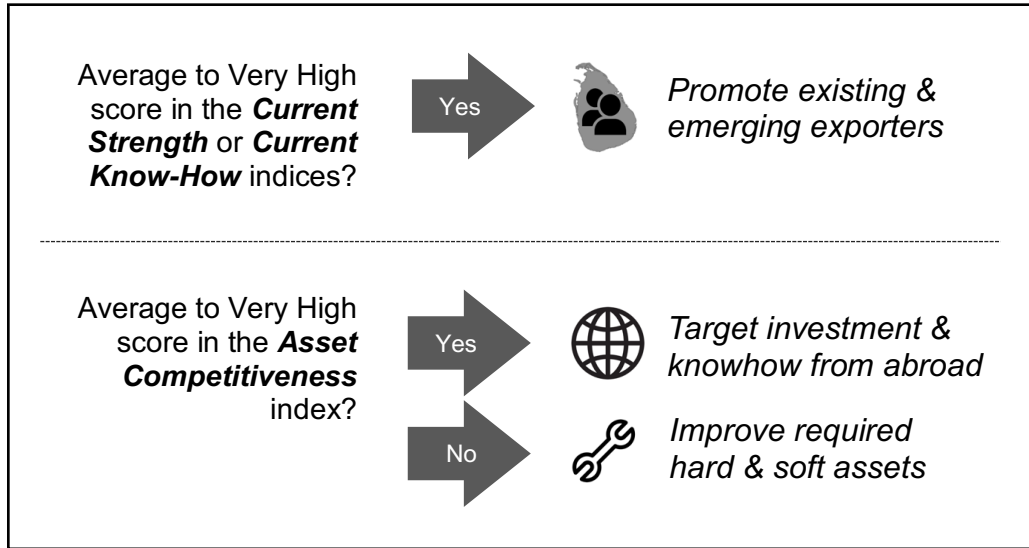 Average to Very High
score in the Current
Strength or Current
Know-How indices?
Yes
Promote existing &
emerging exporters
Average to Very High
score in the Asset
Competitiveness
index?
Yes
Target investment &
knowhow from abroad
No
Improve required
hard & soft assets